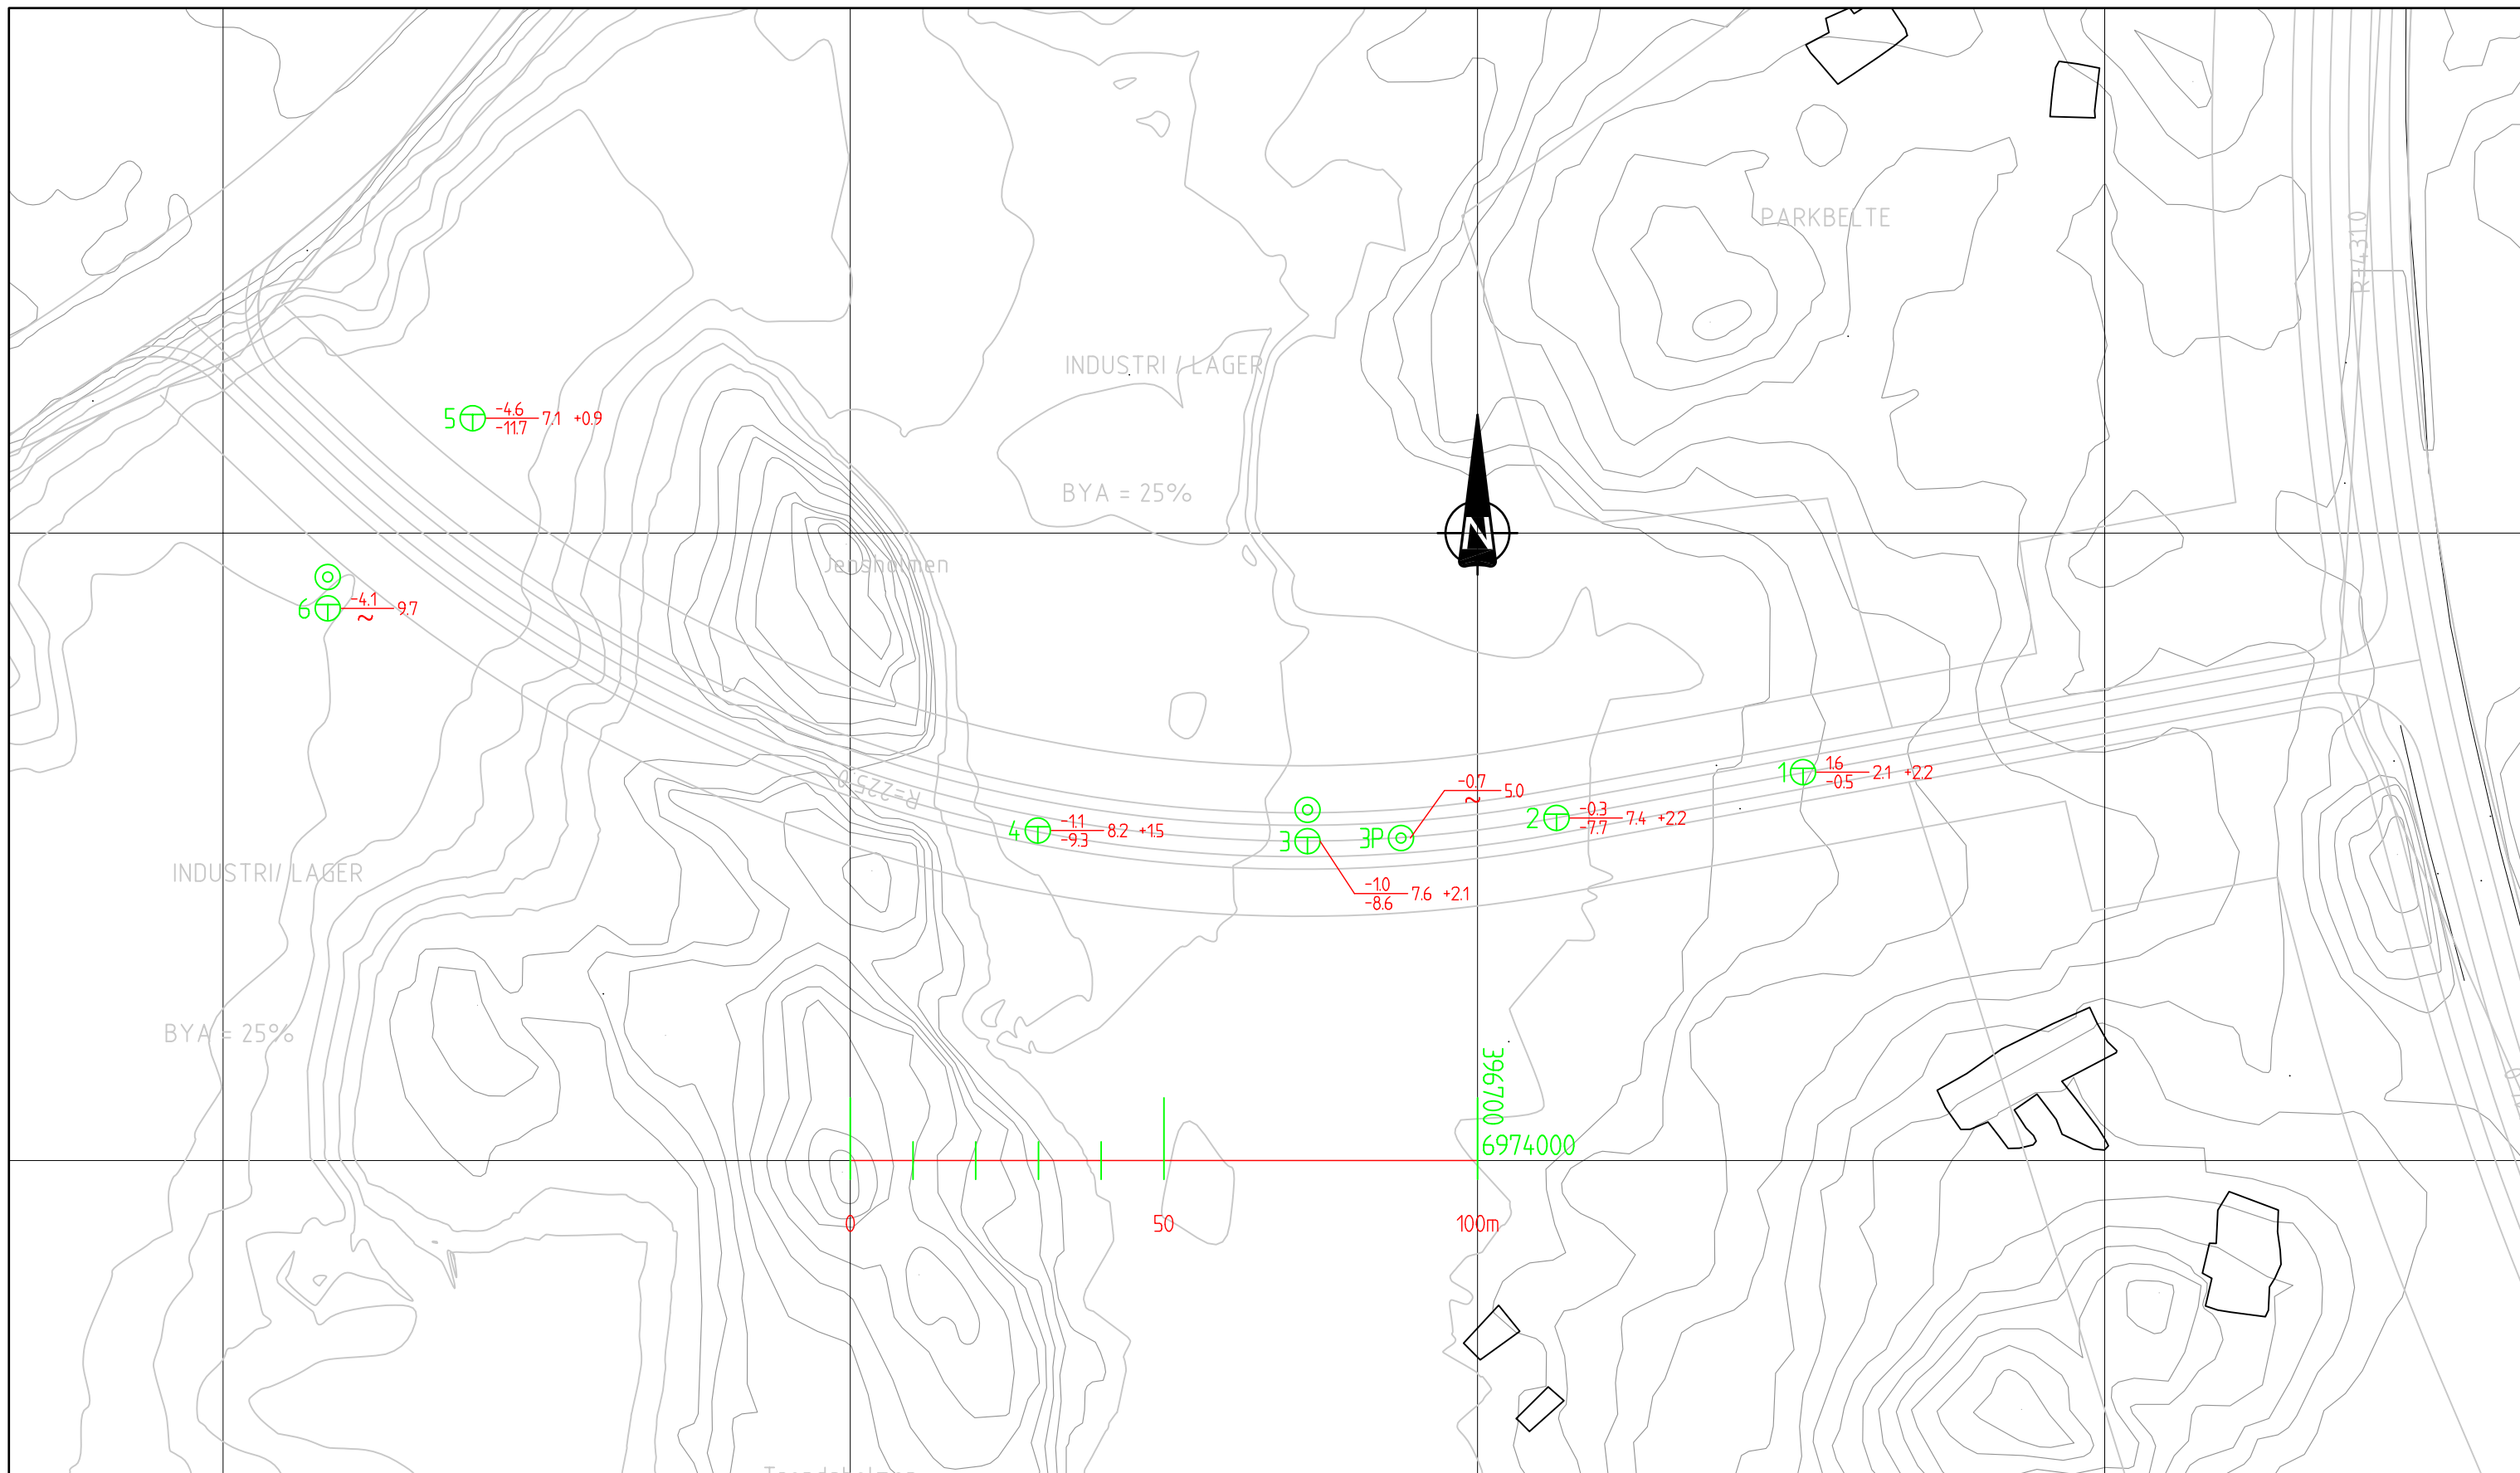 PARKBELTE
R=431.0
INDUSTRI / LAGER
5 -4.6 7.1 +0.9
-11.7
BYA = 25%
N
Jensholmen
6 -4.1 9.7
~
R=225.0
1 1.6 2.1 +2.2
-0.5
3P -0.7 5.0
~
2 -0.3 7.4 +2.2
-7.7
4 -1.1 8.2 +1.5
-9.3
3 -1.0 7.6 +2.1
-8.6
INDUSTRI/ LAGER
BYA = 25%
396700
6974000
0 50 100m